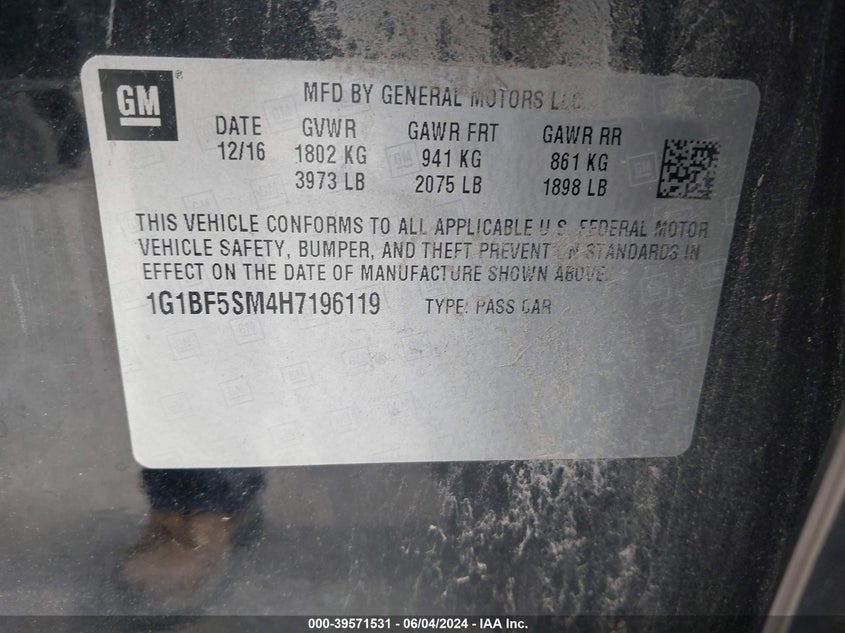 GM
MFD BY GENERAL MOTORS LLC
DATE GVWR GAWR FRT GAWR RR
12/16 1802 KG 941 KG 861 KG
3973 LB 2075 LB 1898 LB
THIS VEHICLE CONFORMS TO ALL APPLICABLE U.S. FEDERAL MOTOR
VEHICLE SAFETY, BUMPER, AND THEFT PREVENTION STANDARDS IN
EFFECT ON THE DATE OF MANUFACTURE SHOWN ABOVE.
1G1BF5SM4H7196119 TYPE: PASS CAR
000-39571531 - 06/04/2024 - IAA Inc.